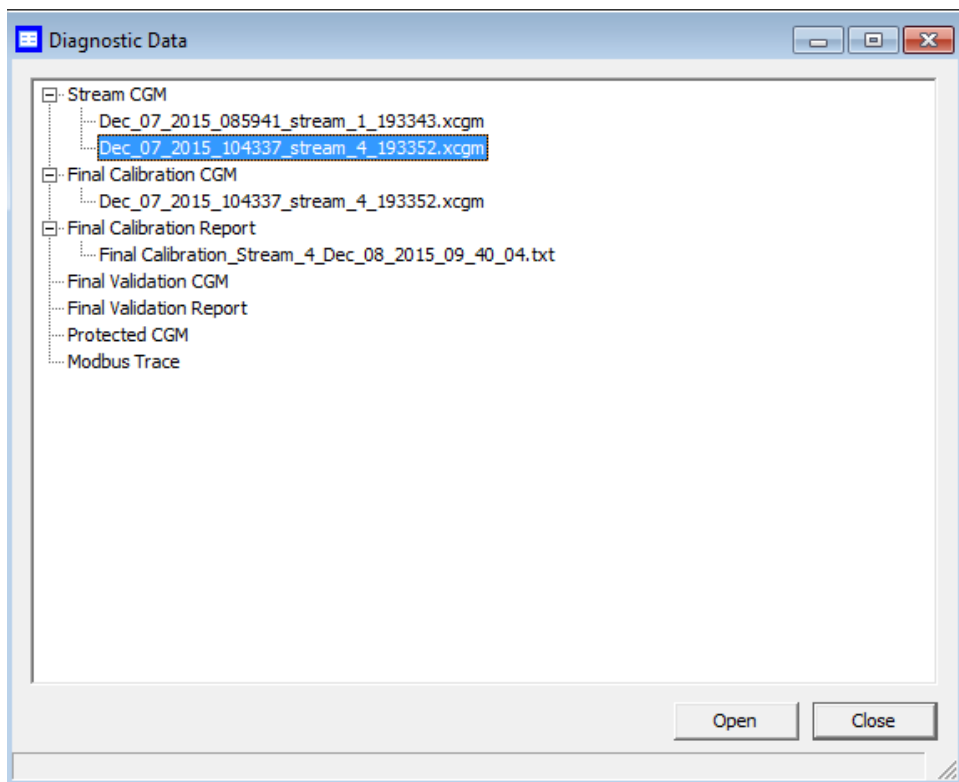 Diagnostic Data
Stream CGM
Dec_07_2015_085941_stream_1_193343.xcgm
Dec_07_2015_104337_stream_4_193352.xcgm
Final Calibration CGM
Dec_07_2015_104337_stream_4_193352.xcgm
Final Calibration Report
Final Calibration_Stream_4_Dec_08_2015_09_40_04.txt
Final Validation CGM
Final Validation Report
Protected CGM
Modbus Trace
Open Close